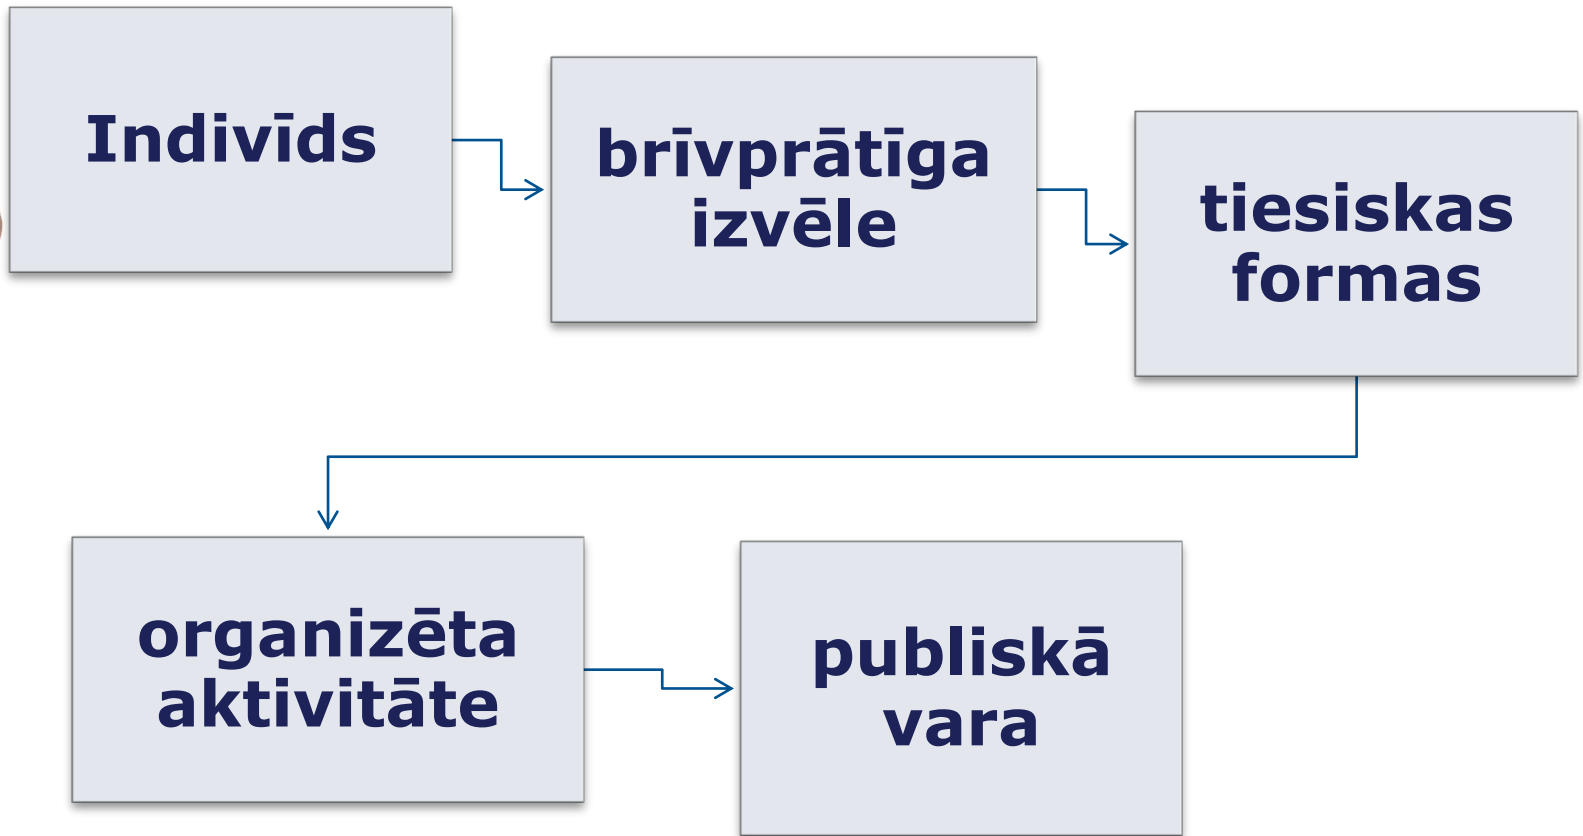 Indivīds
brīvprātīga
izvēle
tiesiskas
formas
organizēta
aktivitāte
publiskā
vara